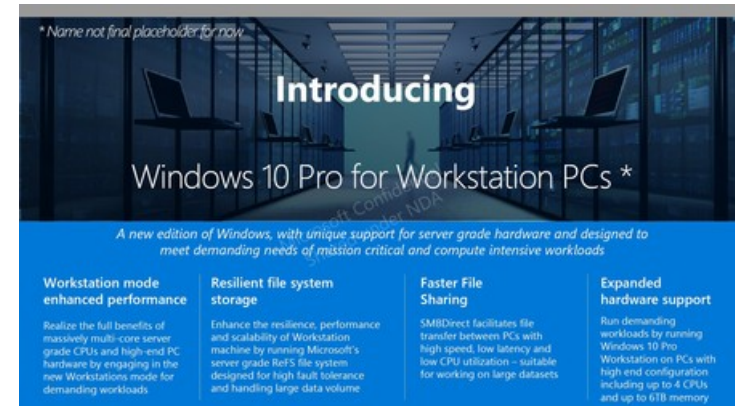 * Name not final placeholder for now
Introducing
Windows 10 Pro for Workstation PCs *
Microsoft Confidential
Shared under NDA
A new edition of Windows, with unique support for server grade hardware and designed to
meet demanding needs of mission critical and compute intensive workloads
Workstation mode
enhanced performance
Realize the full benefits of
massively multi-core server
grade CPUs and high-end PC
hardware by engaging in the
new Workstations mode for
demanding workloads
Resilient file system
storage
Enhance the resilience, performance
and scalability of Workstation
machine by running Microsoft's
server grade ReFS file system
designed for high fault tolerance
and handling large data volume
Faster File
Sharing
SMBDirect facilitates file
transfer between PCs with
high speed, low latency and
low CPU utilization – suitable
for working on large datasets
Expanded
hardware support
Run demanding
workloads by running
Windows 10 Pro
Workstation on PCs with
high end configuration
including up to 4 CPUs
and up to 6TB memory